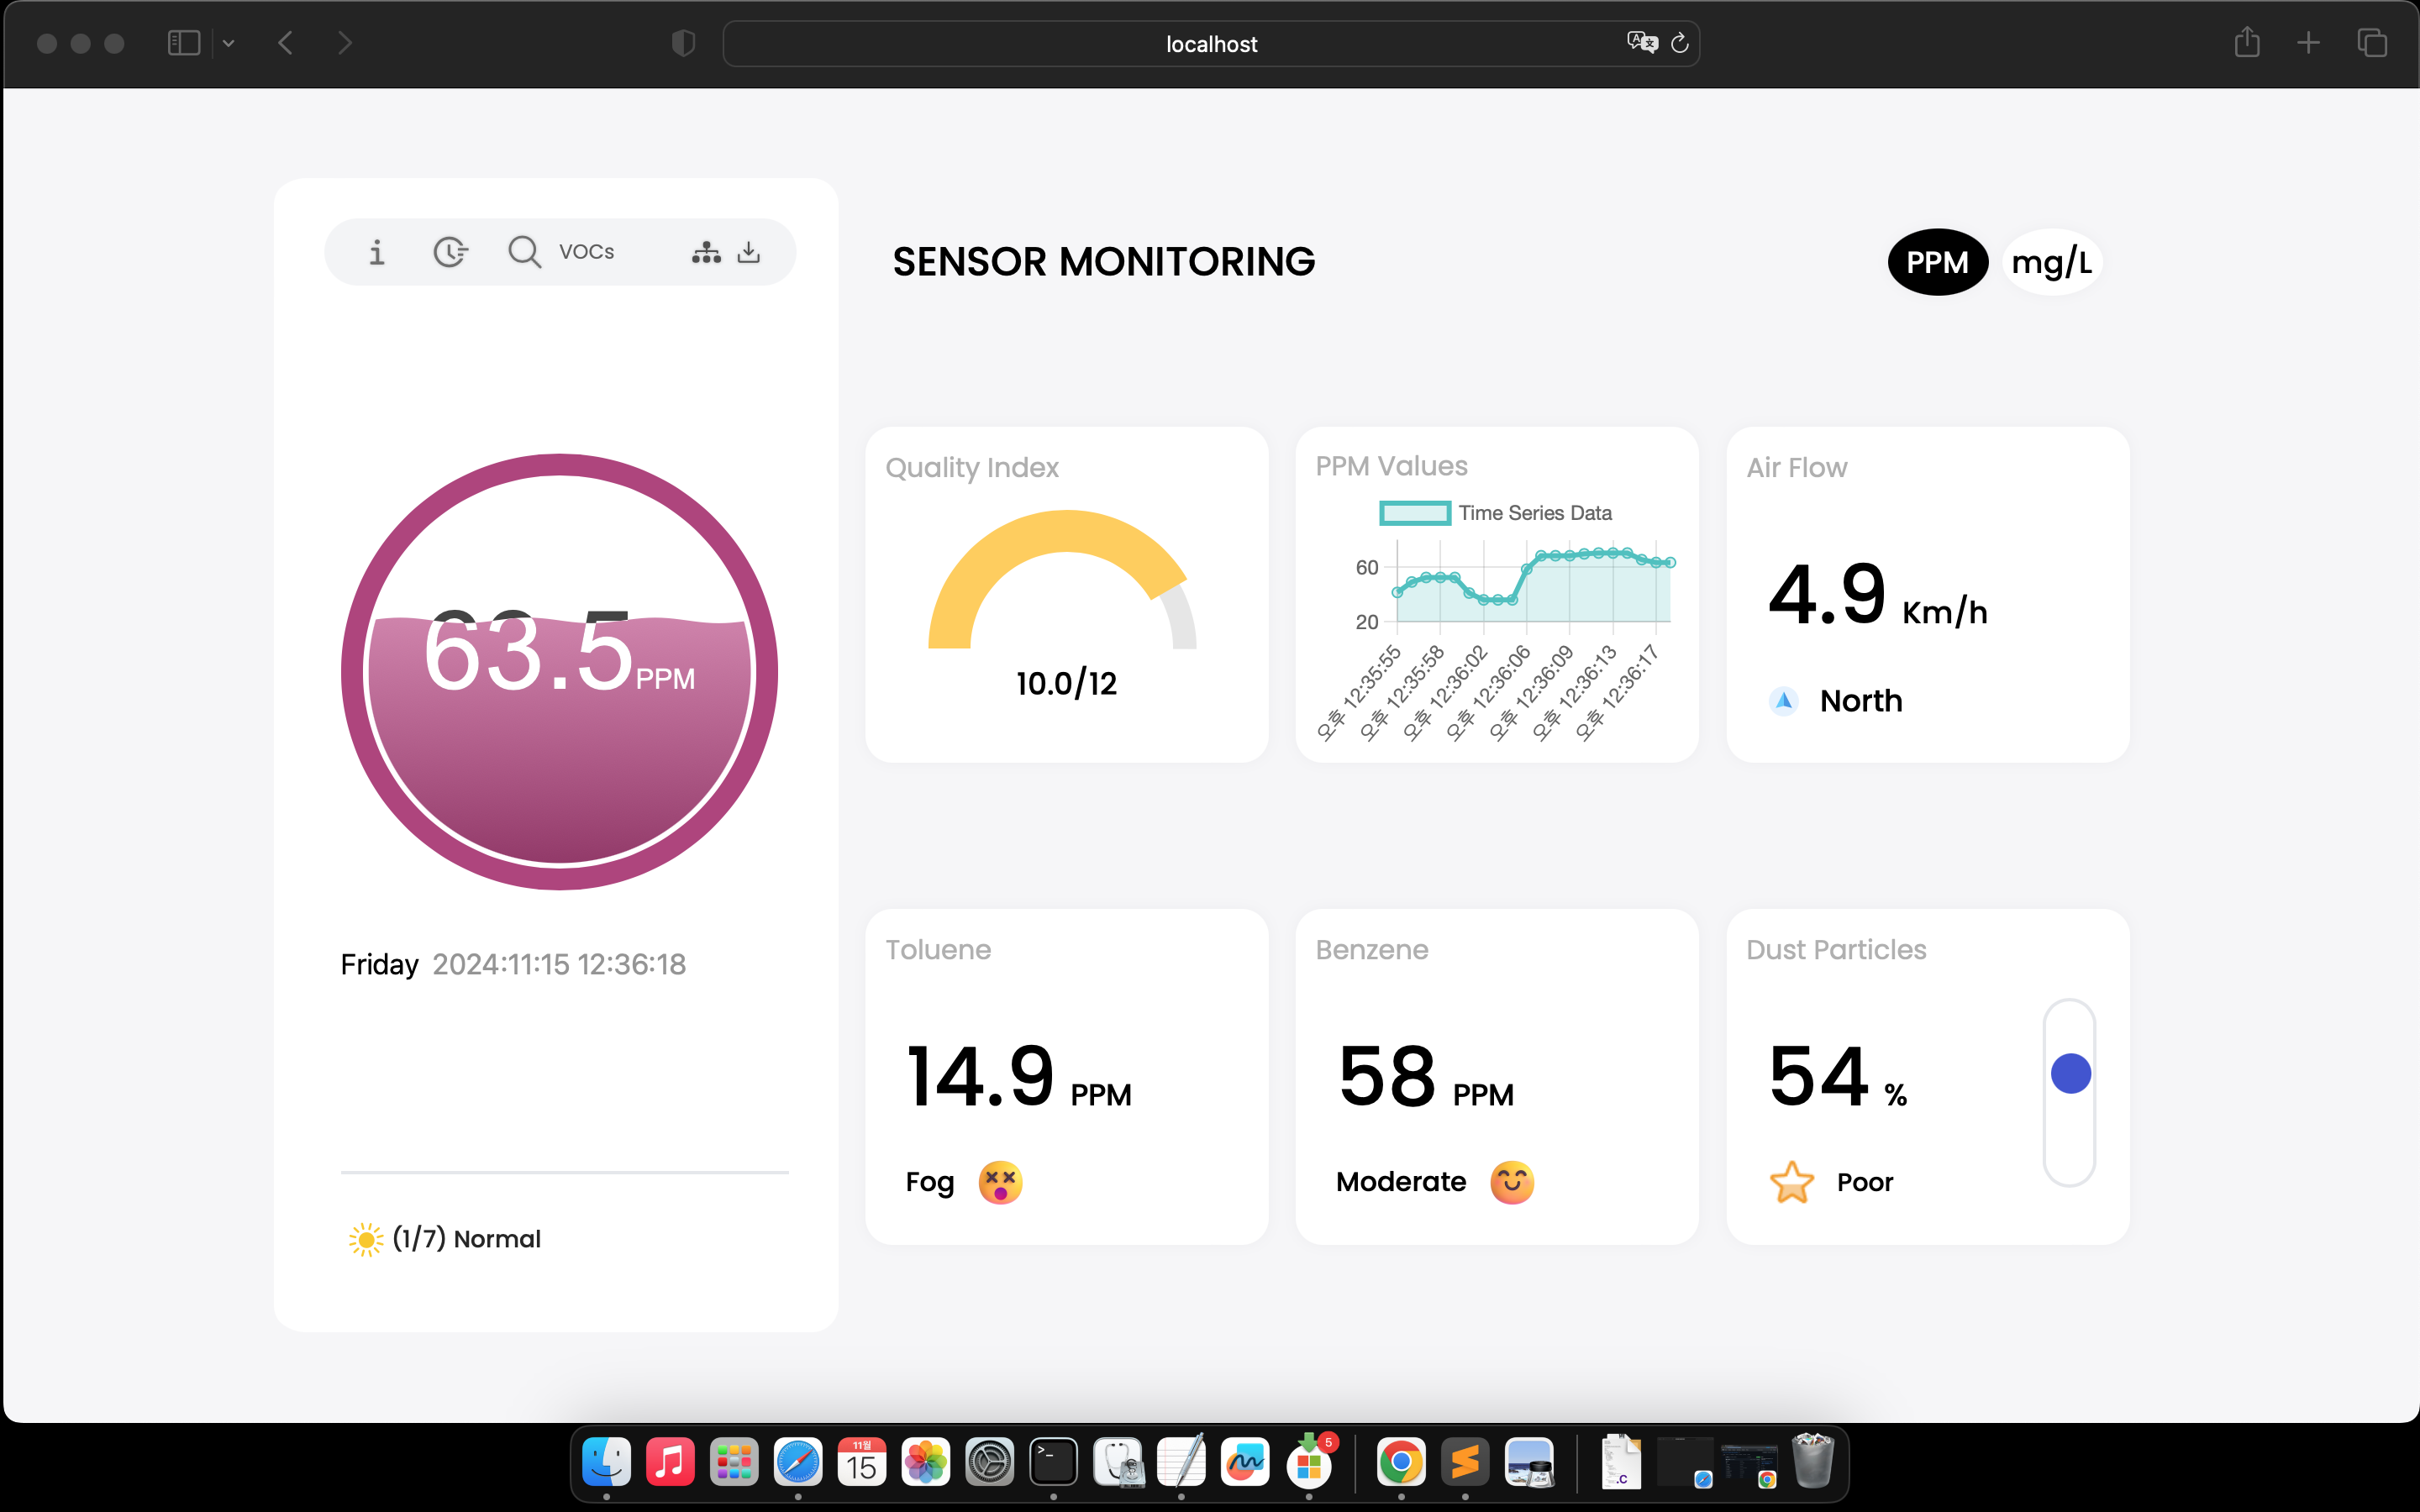 localhost
VOCs
SENSOR MONITORING
PPM
mg/L
63.5 PPM
Friday 2024:11:15 12:36:18
(1/7) Normal
Quality Index
10.0/12
PPM Values
Time Series Data
60
20
오후 12:35:55
오후 12:35:58
오후 12:36:02
오후 12:36:06
오후 12:36:09
오후 12:36:13
오후 12:36:17
Air Flow
4.9 Km/h
North
Toluene
14.9 PPM
Fog
Benzene
58 PPM
Moderate
Dust Particles
54 %
Poor
11월
15
5
.C